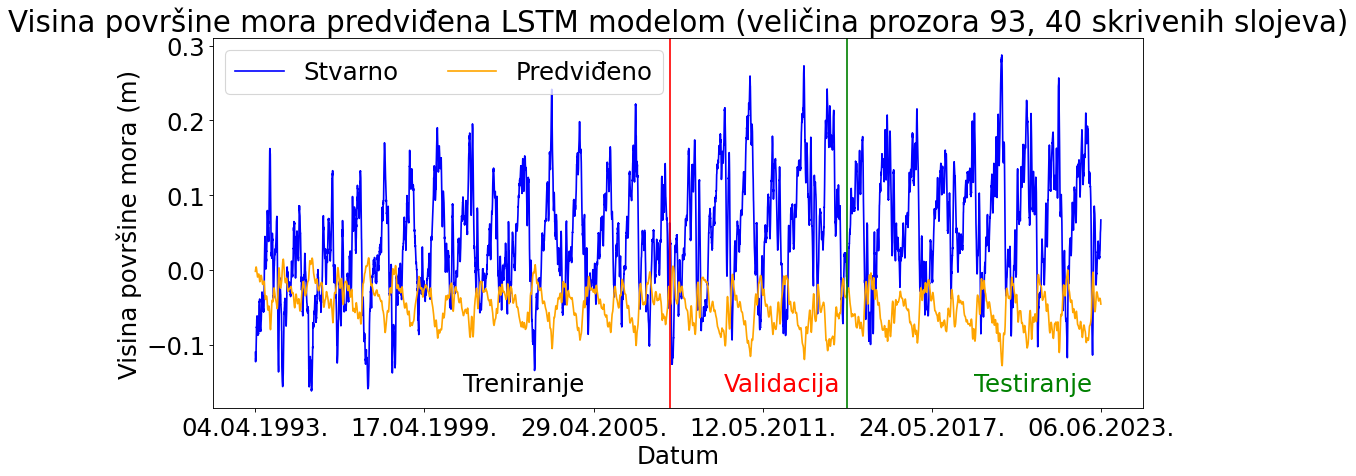 Visina površine mora predviđena LSTM modelom (veličina prozora 93, 40 skrivenih slojeva)
Stvarno
Predviđeno
Visina površine mora (m)
0.3
0.2
0.1
0.0
−0.1
Treniranje
Validacija
Testiranje
04.04.1993.
17.04.1999.
29.04.2005.
12.05.2011.
24.05.2017.
06.06.2023.
Datum